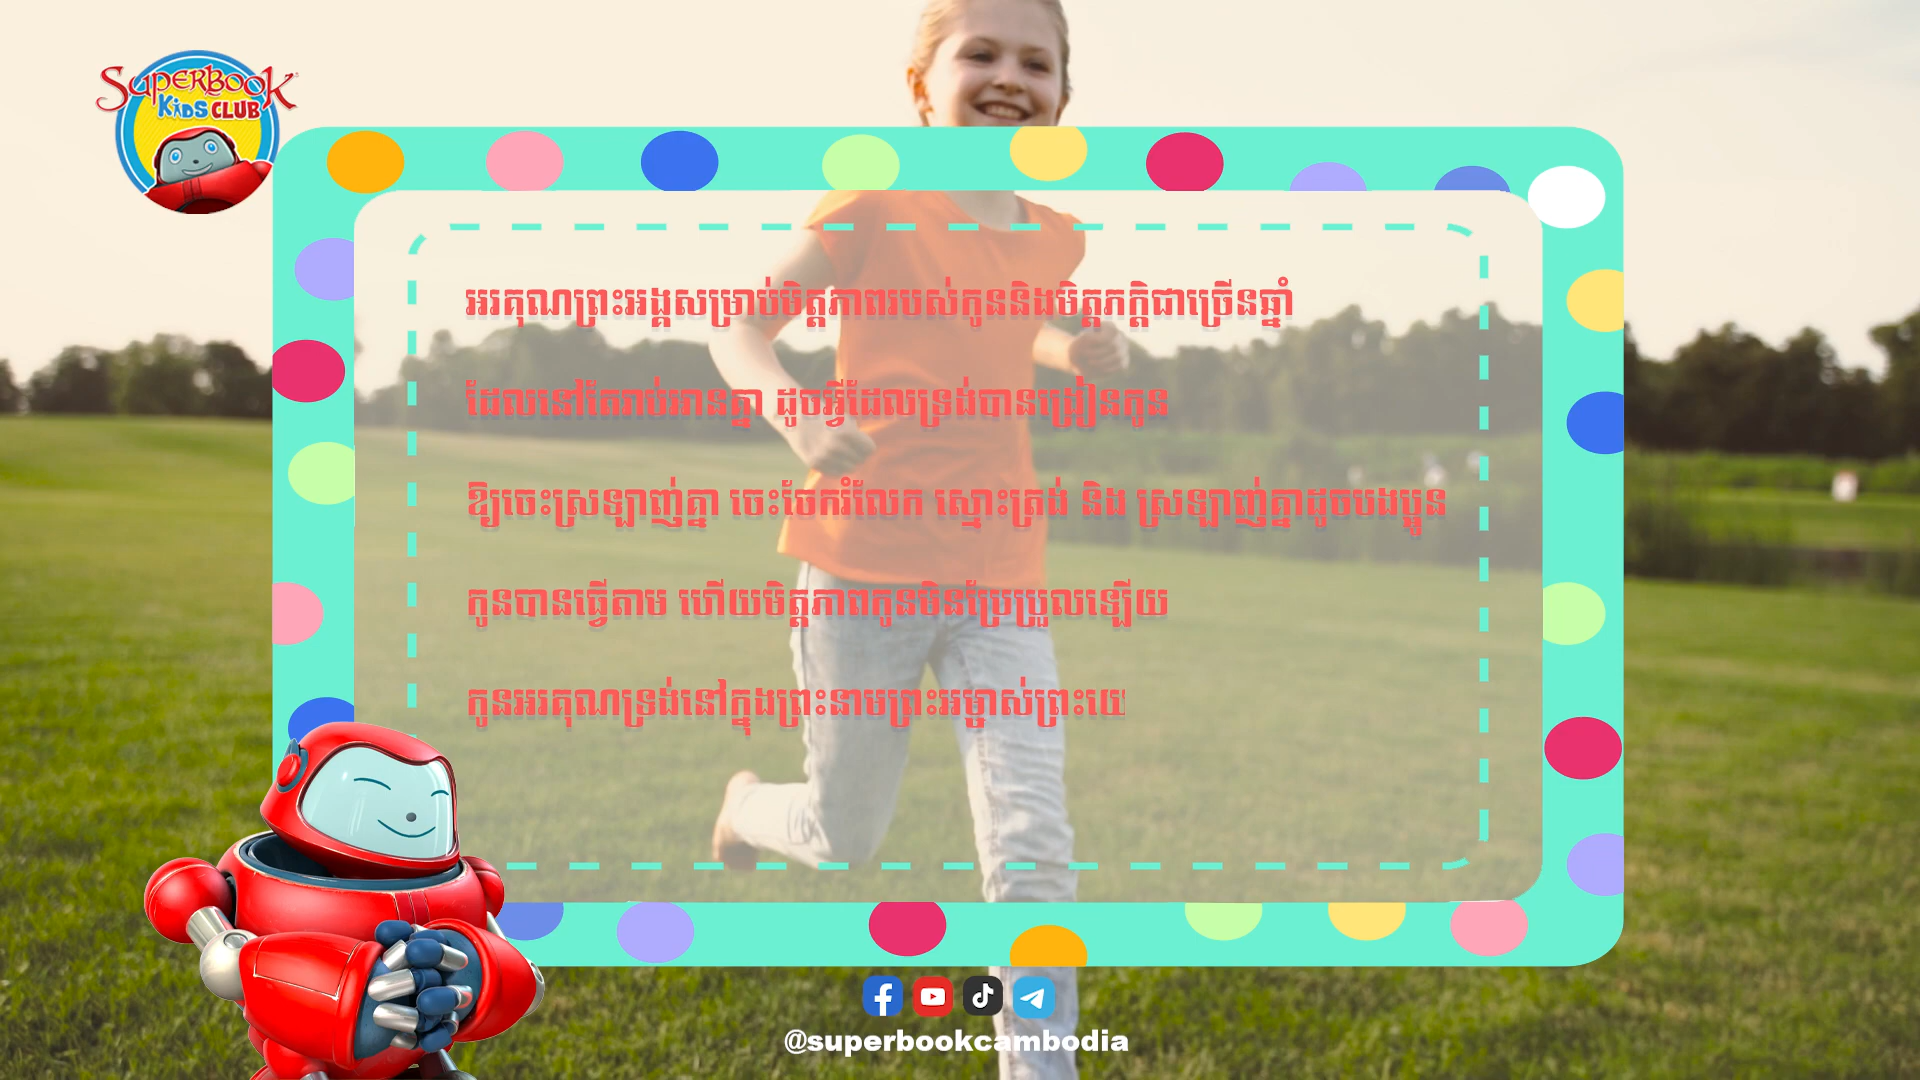 SUPERBOOK
KIDS CLUB
អរគុណព្រះអង្គសម្រាប់មិត្តភាពរបស់កូននិងមិត្តភក្តិជាច្រើនឆ្នាំ
ដែលនៅតែរាប់អានគ្នា ដូចអ្វីដែលទ្រង់បានបង្រៀនកូន
ឱ្យចេះស្រឡាញ់គ្នា ចេះចែករំលែក ស្មោះត្រង់ និង ស្រឡាញ់គ្នាដូចបងប្អូន
កូនបានធ្វើតាម ហើយមិត្តភាពកូនមិនប្រែប្រួលឡើយ
កូនអរគុណទ្រង់នៅក្នុងព្រះនាមព្រះអម្ចាស់ព្រះយេ
@superbookcambodia